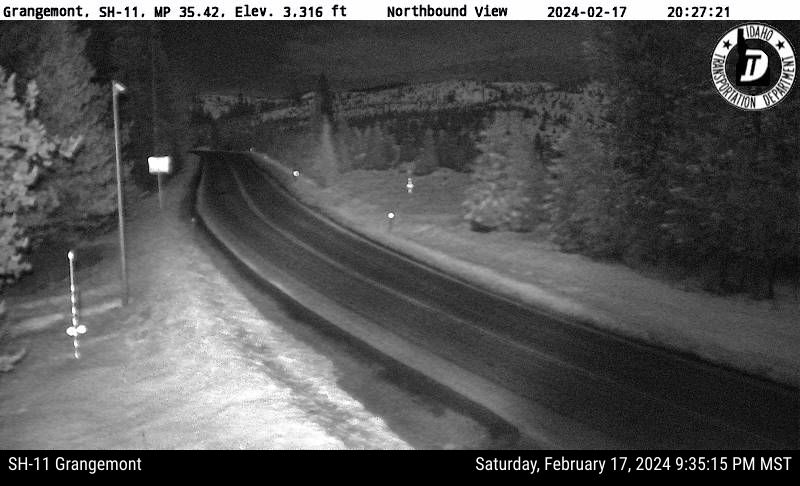 Grangemont, SH-11, MP 35.42, Elev. 3,316 ft Northbound View 2024-02-17 20:27:21
IDAHO
TRANSPORTATION DEPARTMENT
SH-11 Grangemont Saturday, February 17, 2024 9:35:15 PM MST